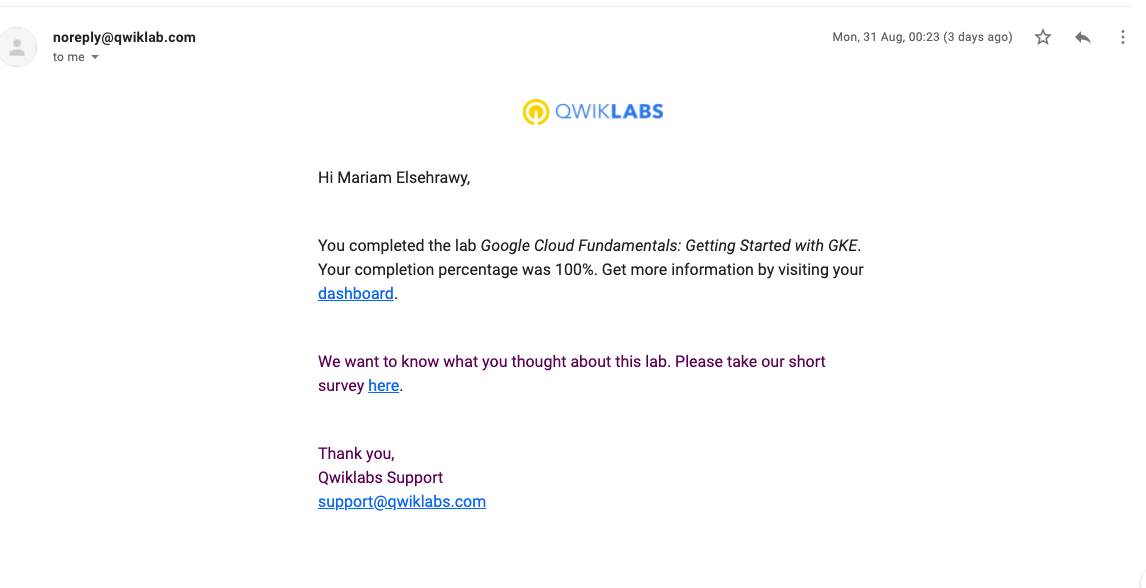 noreply@qwiklab.com
Mon, 31 Aug, 00:23 (3 days ago)
to me
QWIKLABS
Hi Mariam Elsehrawy,
You completed the lab Google Cloud Fundamentals: Getting Started with GKE.
Your completion percentage was 100%. Get more information by visiting your
dashboard.
We want to know what you thought about this lab. Please take our short
survey here.
Thank you,
Qwiklabs Support
support@qwiklabs.com